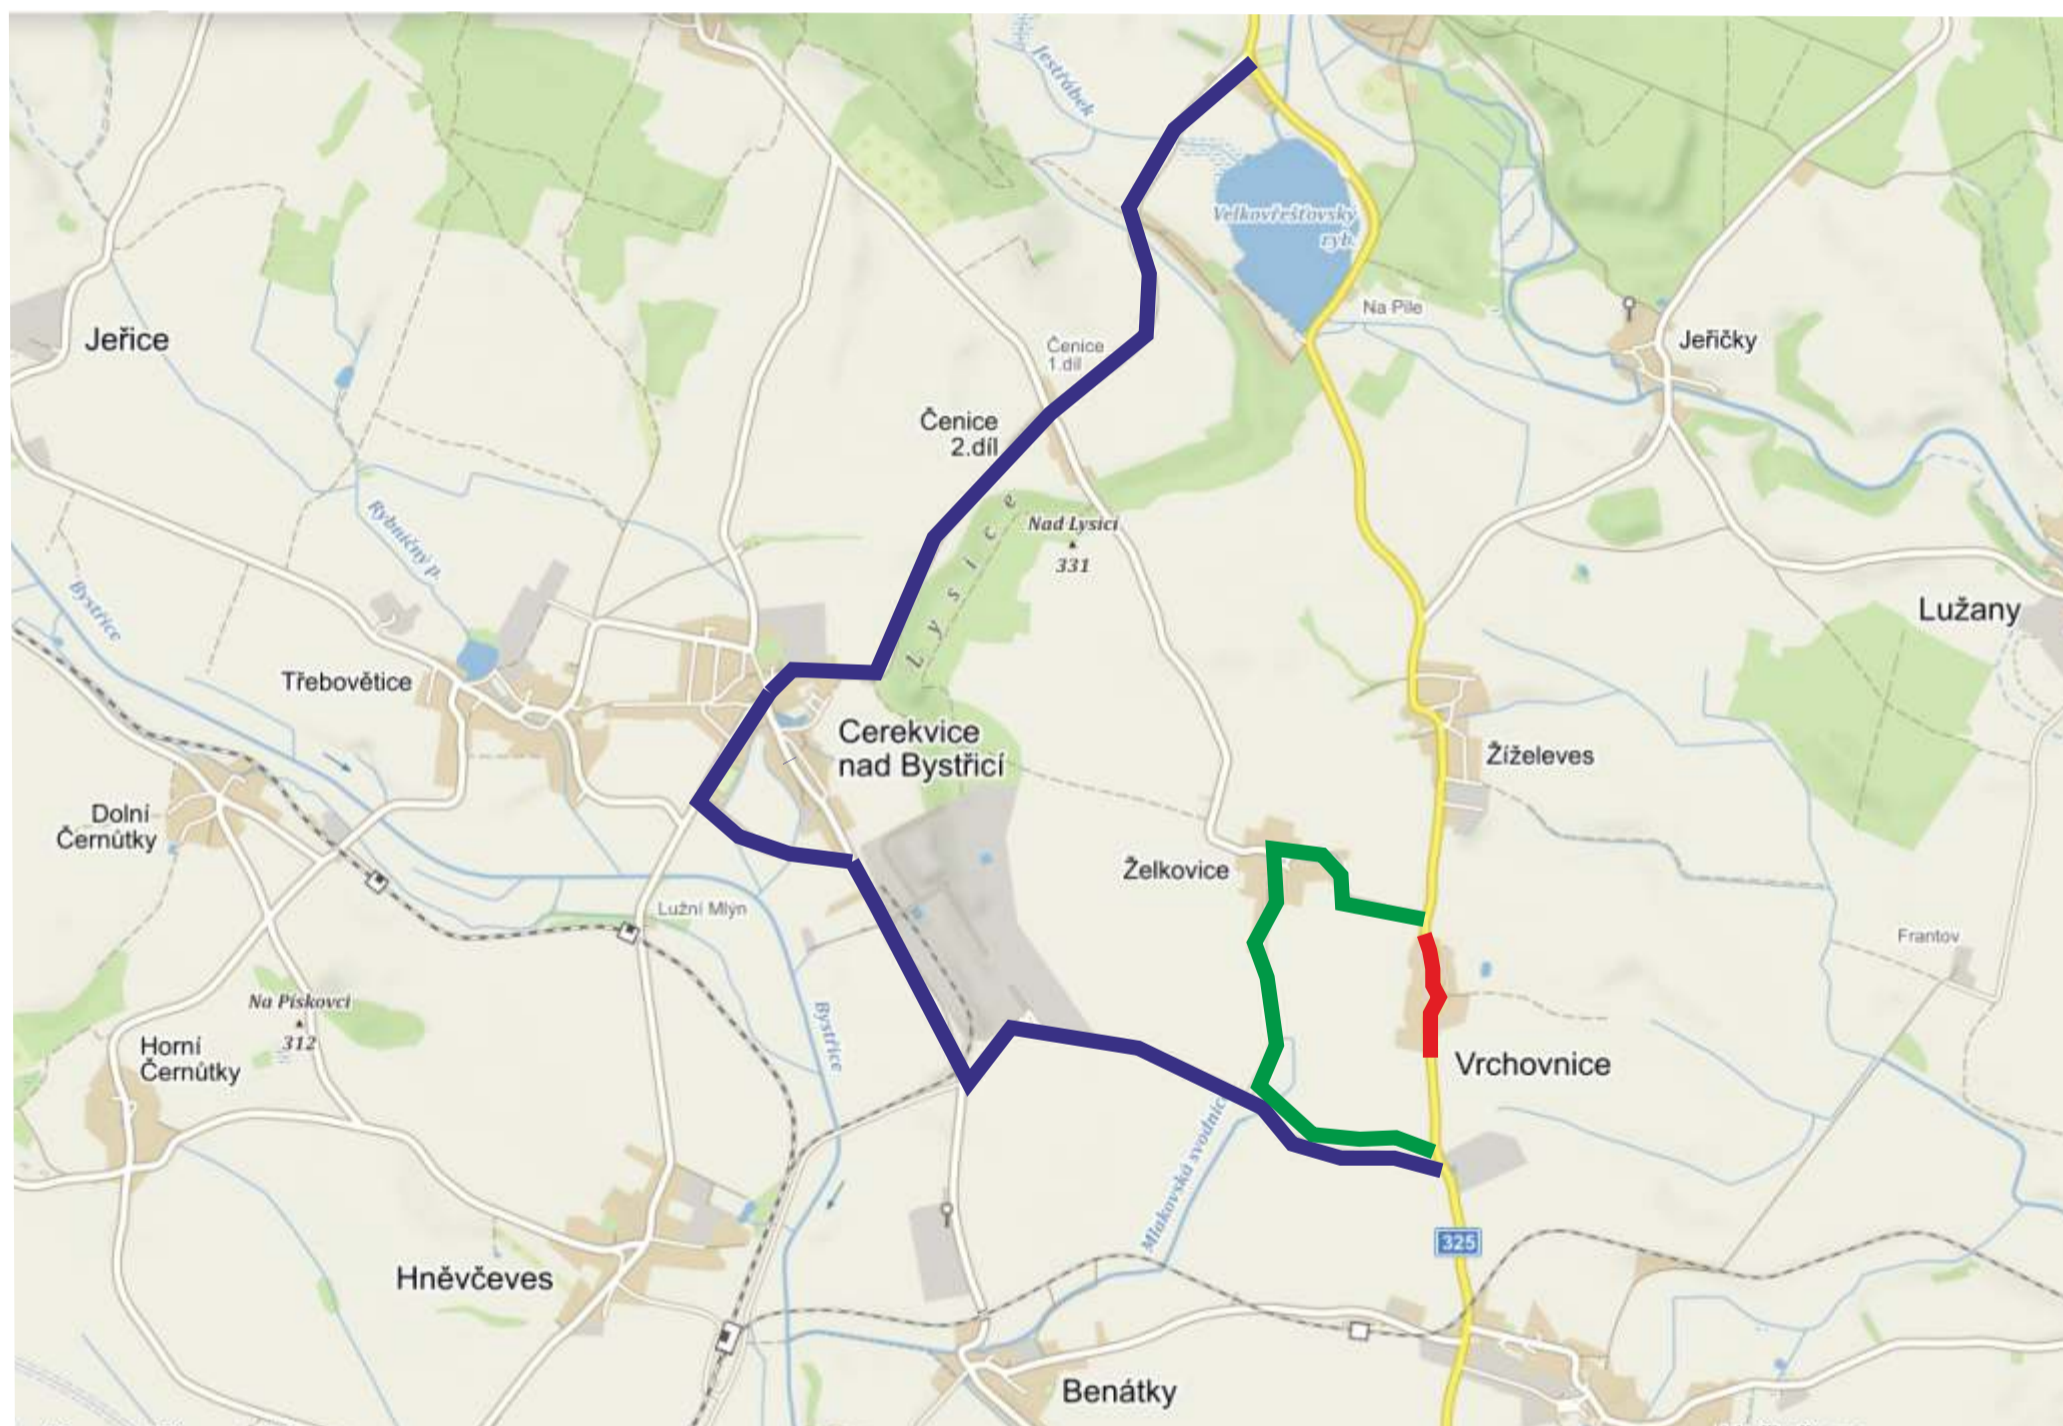 Jestřábek
Velkovřešťovský
ryb.
Na Pile
Jeřice
Jeřičky
Čenice
1.díl
Čenice
2.díl
Lysice
Nad Lysicí
331
Rybničný p.
Bystřice
Lužany
Třebovětice
Cerekvice
nad Bystřicí
Žíželeves
Dolní
Černůtky
Želkovice
Lužní Mlýn
Frantov
Na Pískovci
312
Bystřice
Horní
Černůtky
Vrchovnice
Mlakovská svodnice
325
Hněvčeves
Benátky